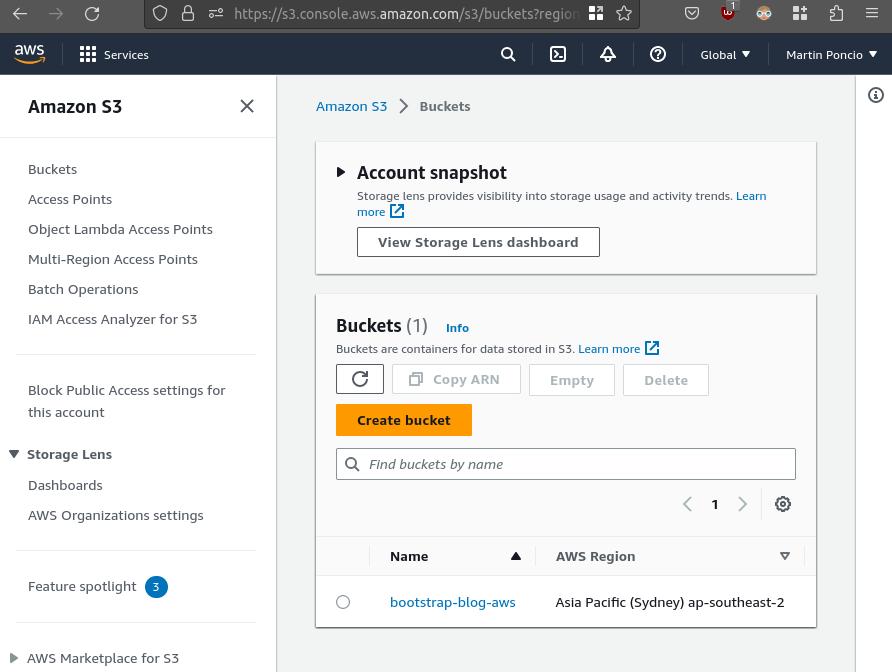 https://s3.console.aws.amazon.com/s3/buckets?region
1
aws
Services
Global
Martin Poncio
Amazon S3
Buckets
Access Points
Object Lambda Access Points
Multi-Region Access Points
Batch Operations
IAM Access Analyzer for S3
Block Public Access settings for
this account
Storage Lens
Dashboards
AWS Organizations settings
Feature spotlight 3
AWS Marketplace for S3
Amazon S3 > Buckets
Account snapshot
Storage lens provides visibility into storage usage and activity trends. Learn
more
View Storage Lens dashboard
Buckets (1) Info
Buckets are containers for data stored in S3. Learn more
Copy ARN Empty Delete
Create bucket
Find buckets by name
1
Name AWS Region
bootstrap-blog-aws Asia Pacific (Sydney) ap-southeast-2